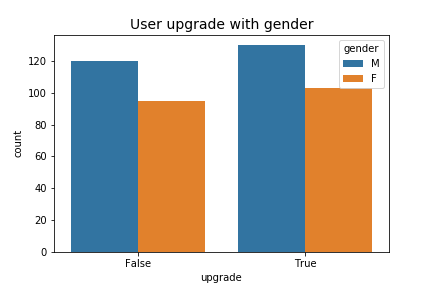 User upgrade with gender
gender
M
F
count
120
100
80
60
40
20
0
False
True
upgrade